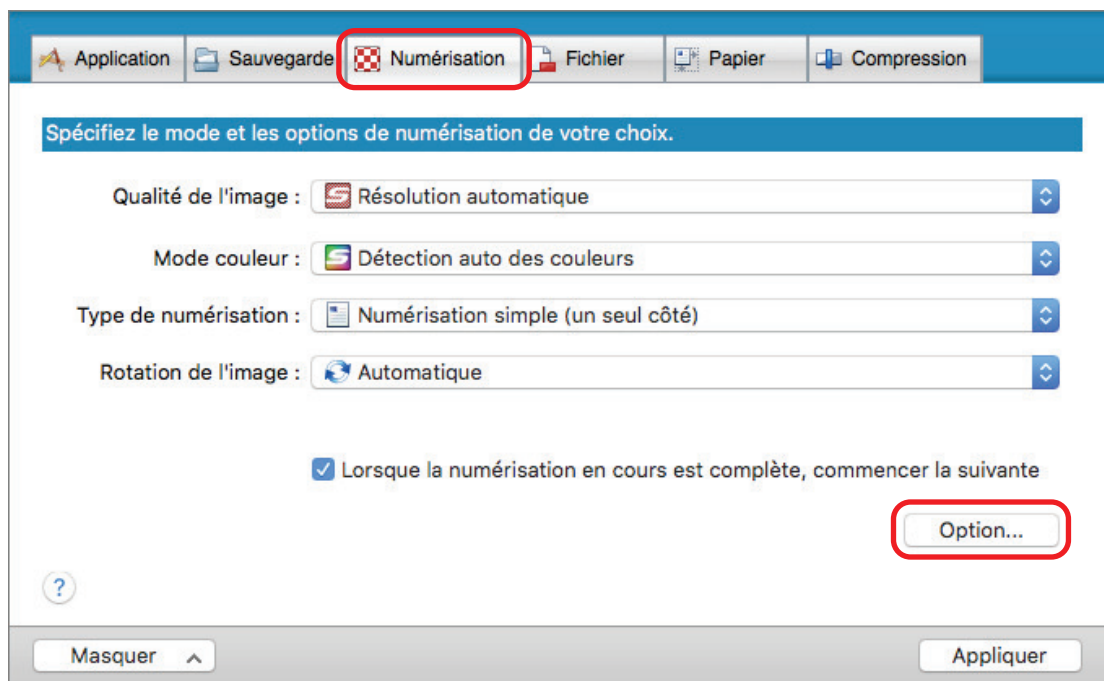 Application Sauvegarde Numérisation Fichier Papier Compression
Spécifiez le mode et les options de numérisation de votre choix.
Qualité de l'image : Résolution automatique
Mode couleur : Détection auto des couleurs
Type de numérisation : Numérisation simple (un seul côté)
Rotation de l'image : Automatique
Lorsque la numérisation en cours est complète, commencer la suivante
Option...
?
Masquer Appliquer